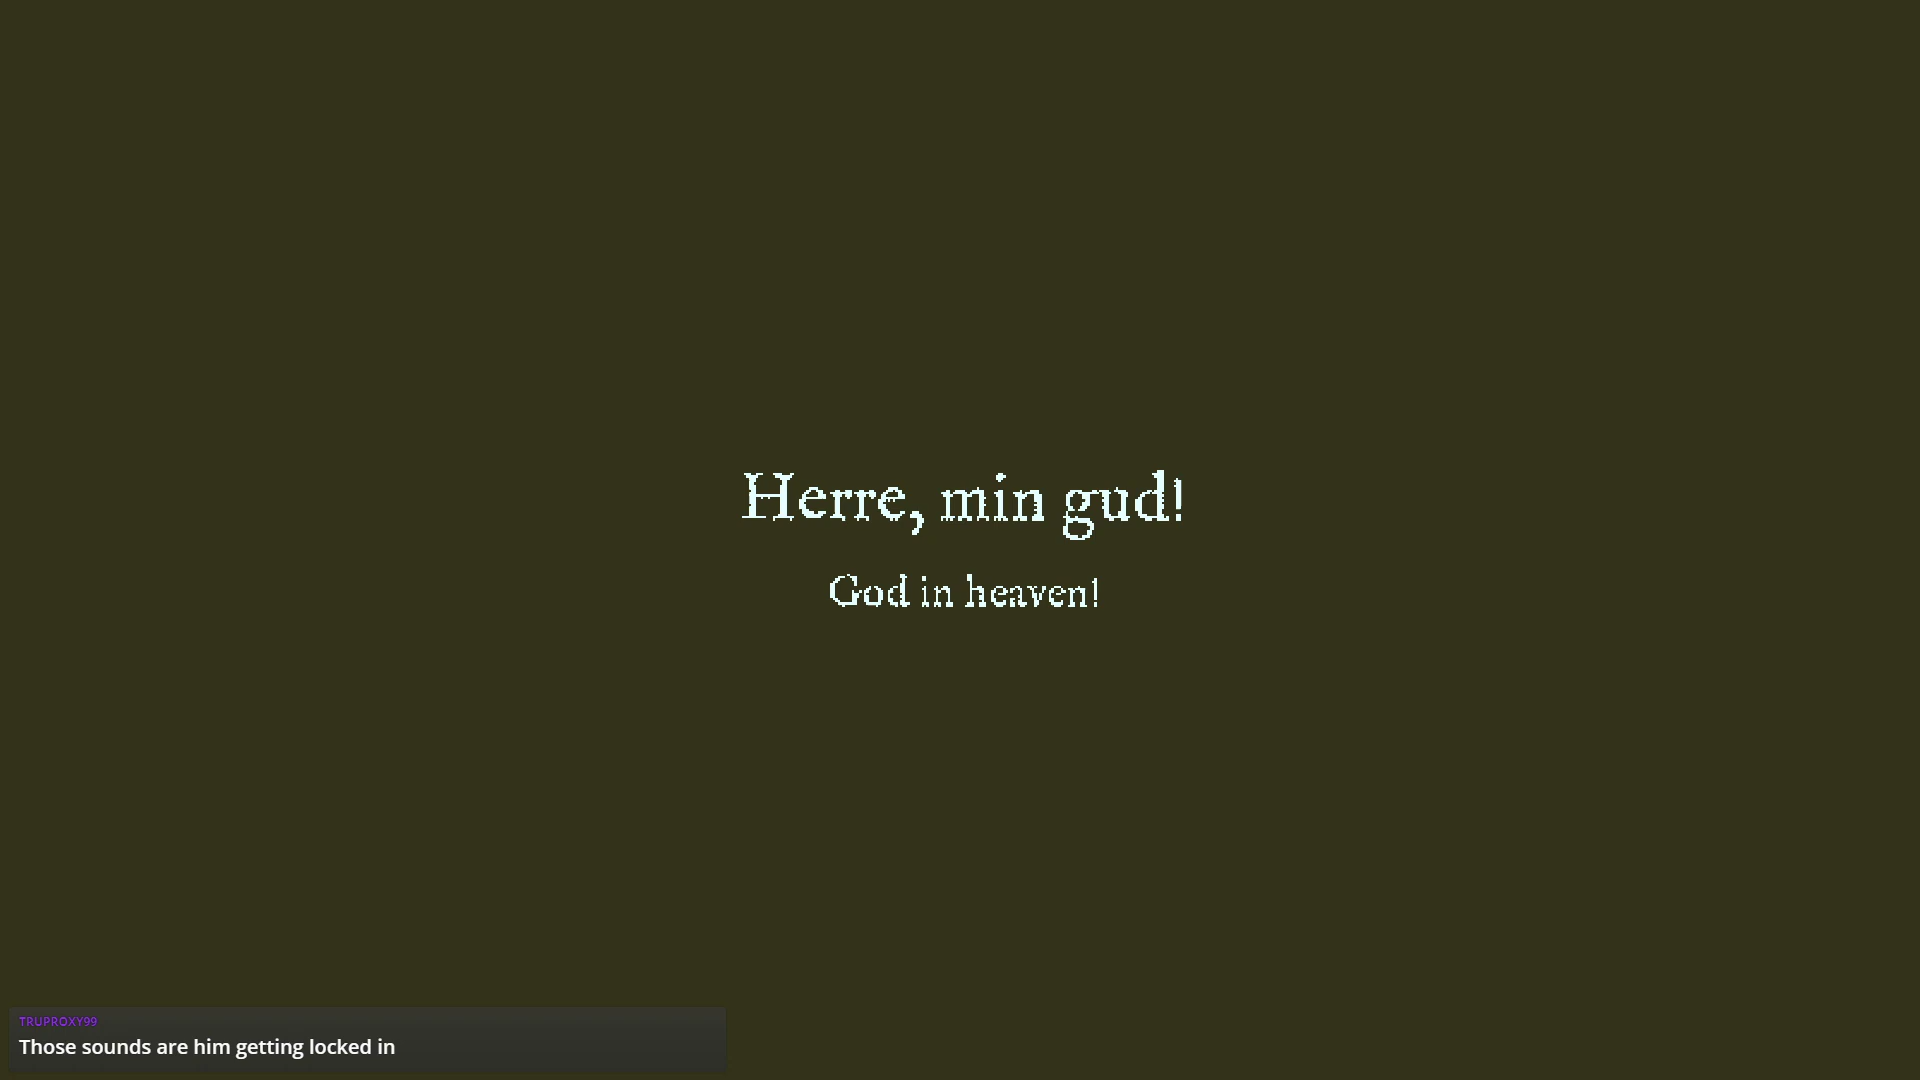 Herre, min gud!
God in heaven!
TRUPROXY99
Those sounds are him getting locked in